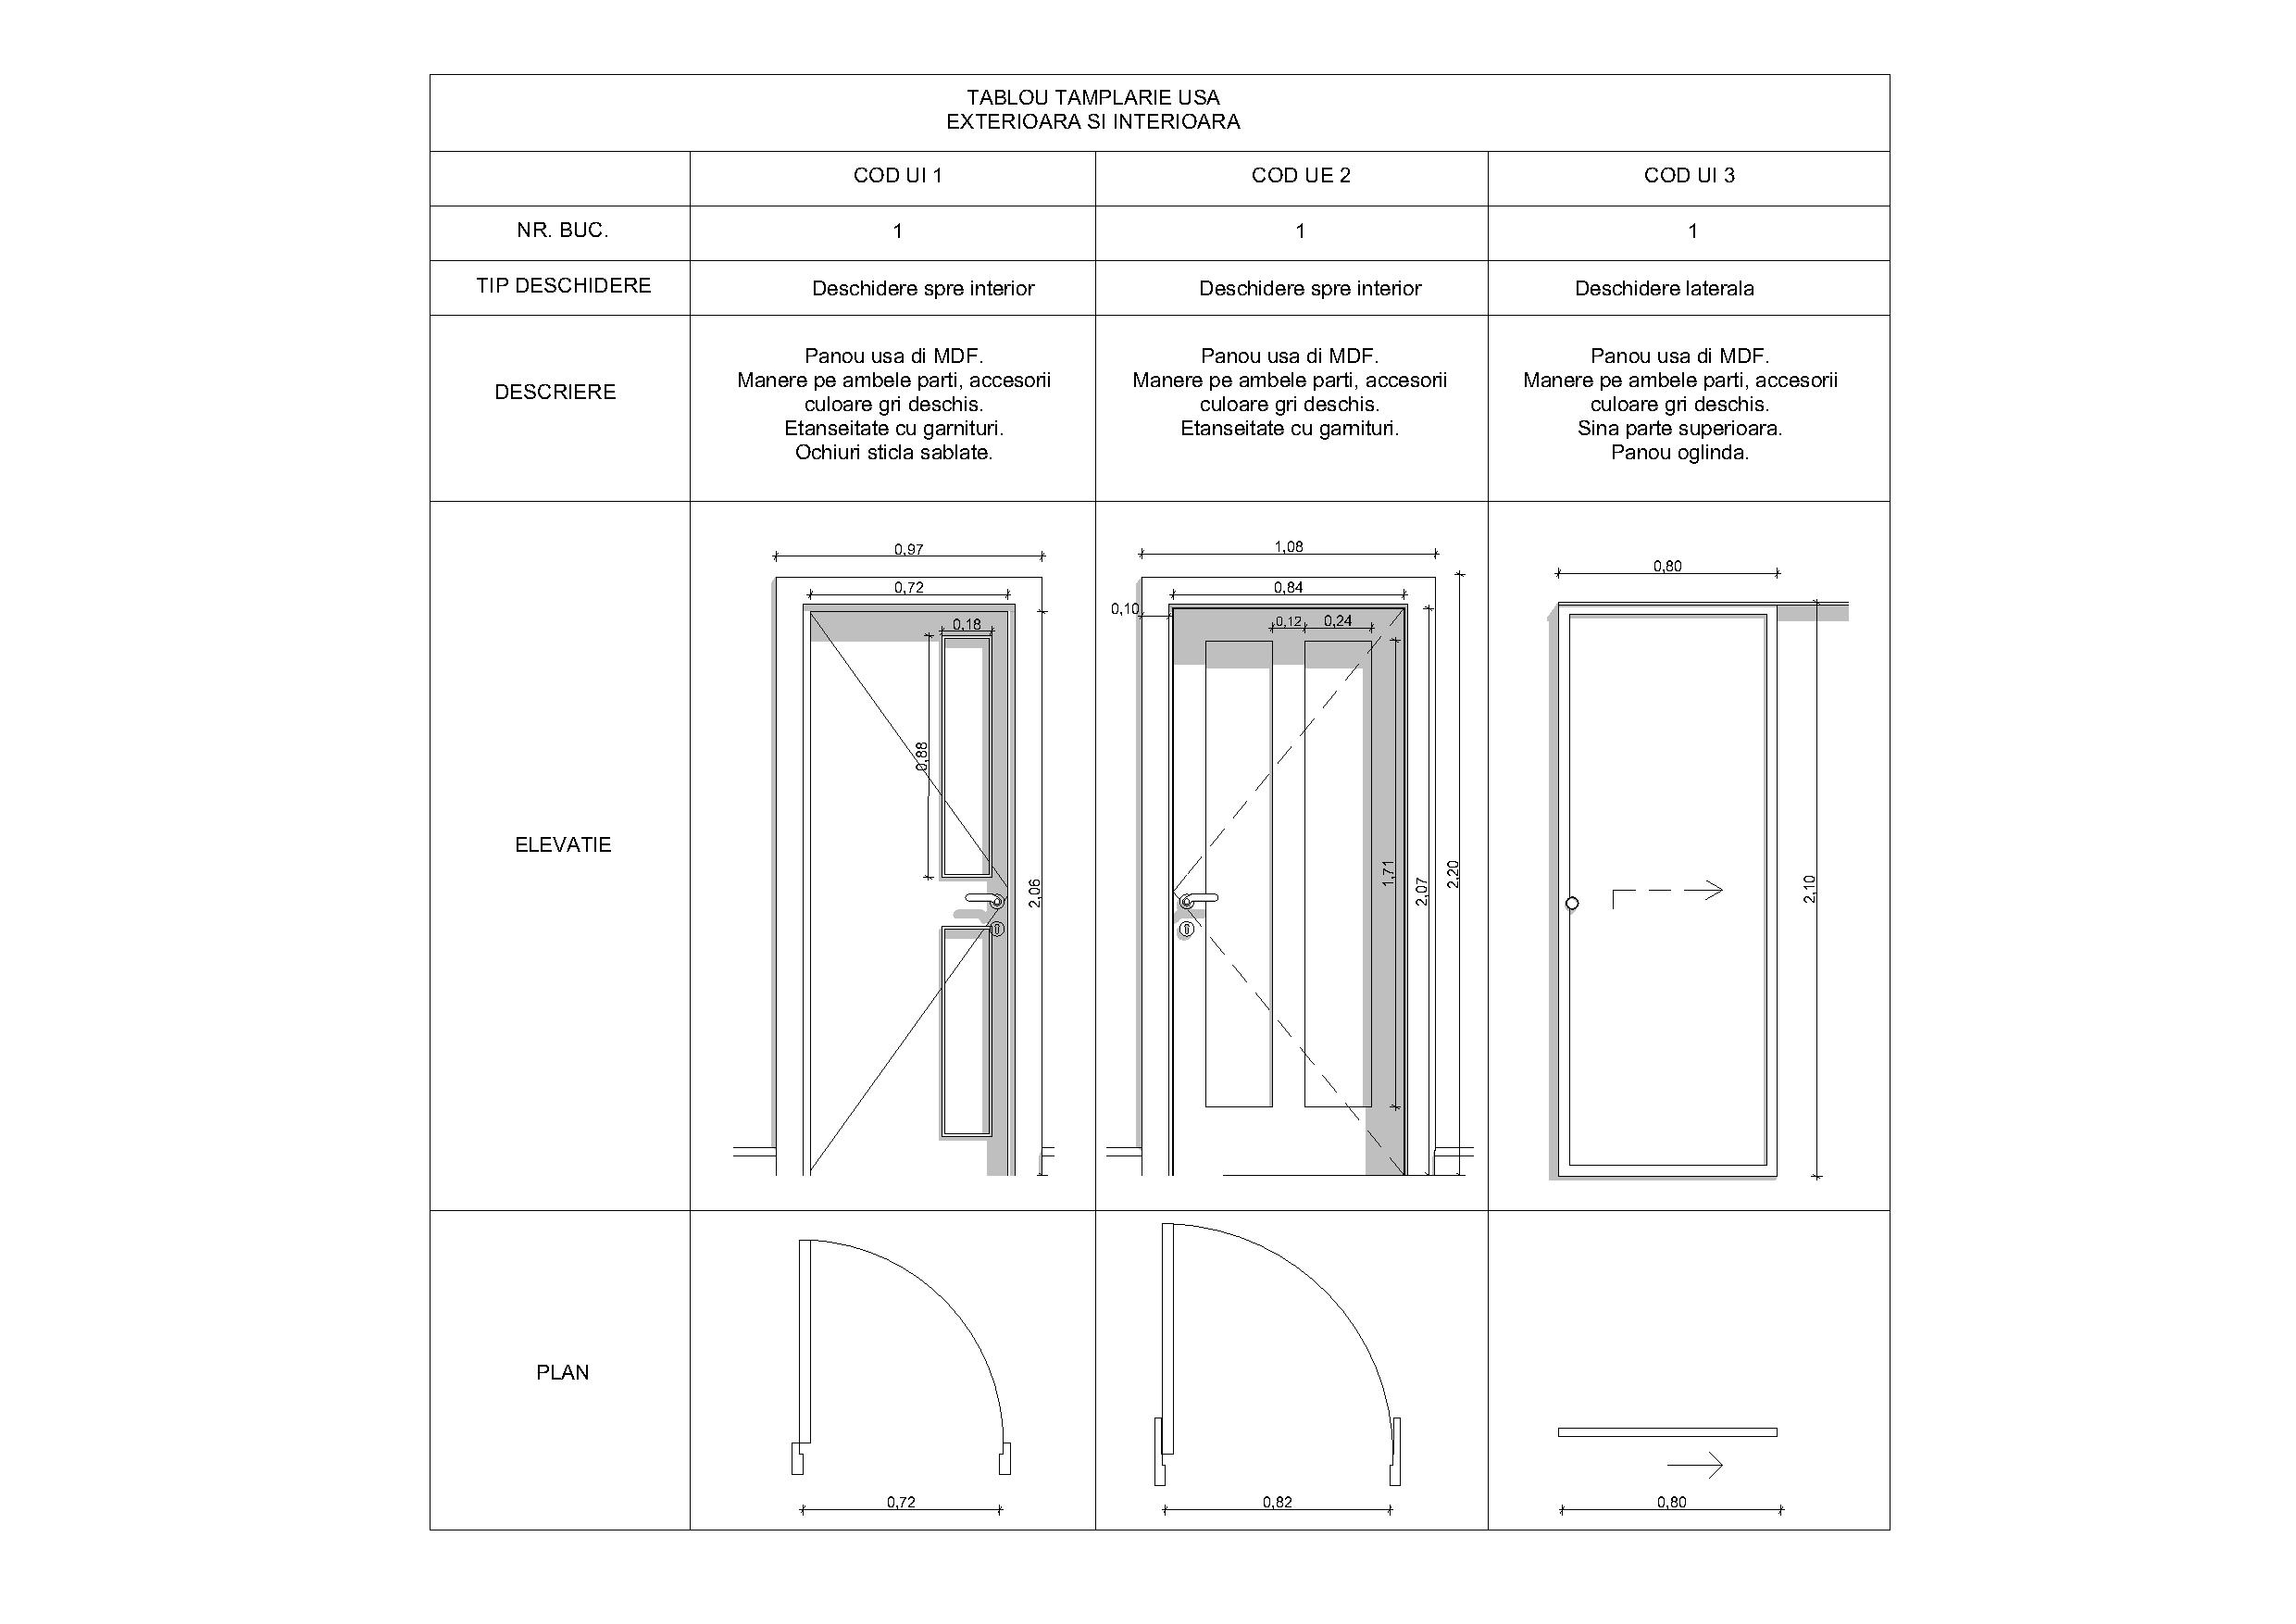 TABLOU TAMPLARIE USA
EXTERIOARA SI INTERIOARA
COD UI 1
COD UE 2
COD UI 3
NR. BUC.
1
1
1
TIP DESCHIDERE
Deschidere spre interior
Deschidere spre interior
Deschidere laterala
DESCRIERE
Panou usa di MDF.
Manere pe ambele parti, accesorii
culoare gri deschis.
Etanseitate cu garnituri.
Ochiuri sticla sablate.
Panou usa di MDF.
Manere pe ambele parti, accesorii
culoare gri deschis.
Etanseitate cu garnituri.
Panou usa di MDF.
Manere pe ambele parti, accesorii
culoare gri deschis.
Sina parte superioara.
Panou oglinda.
ELEVATIE
0,97
0,72
0,18
0,88
2,06
1,08
0,84
0,10
0,12
0,24
1,71
2,07
2,20
0,80
2,10
PLAN
0,72
0,82
0,80